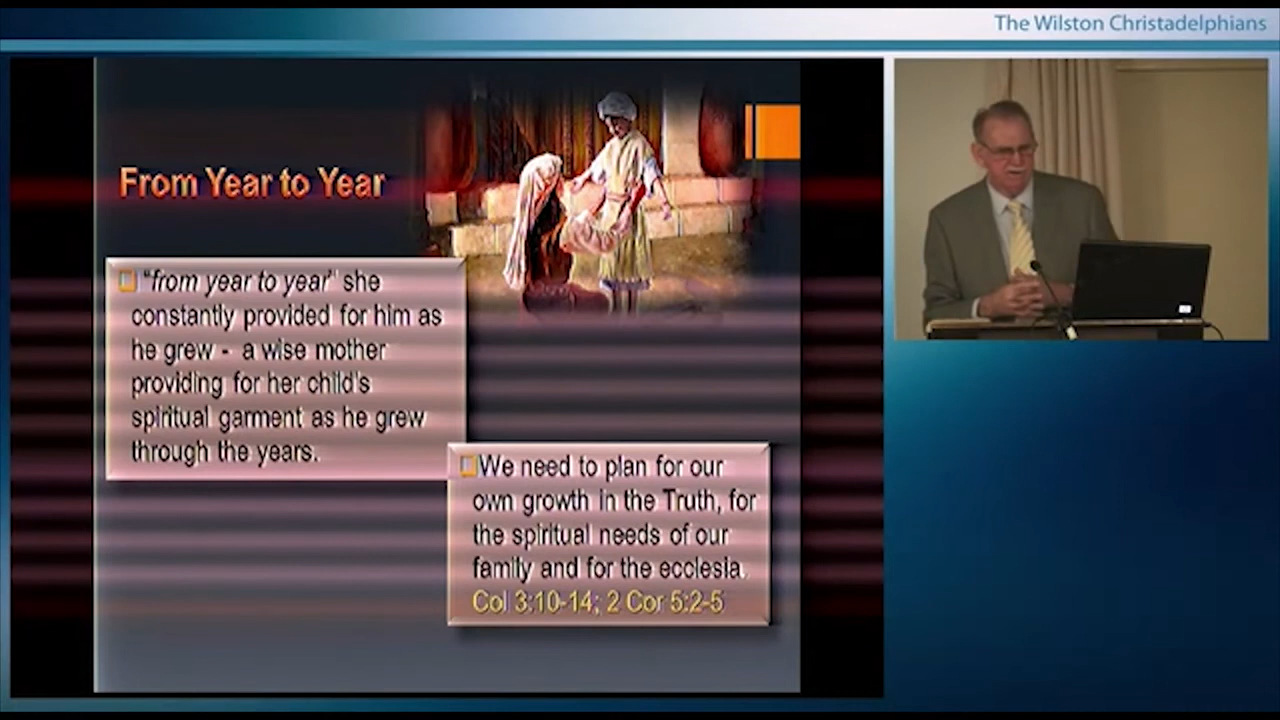 The Wilston Christadelphians
From Year to Year
"from year to year" she
constantly provided for him as
he grew - a wise mother
providing for her child's
spiritual garment as he grew
through the years.
We need to plan for our
own growth in the Truth, for
the spiritual needs of our
family and for the ecclesia.
Col 3:10-14; 2 Cor 5:2-5